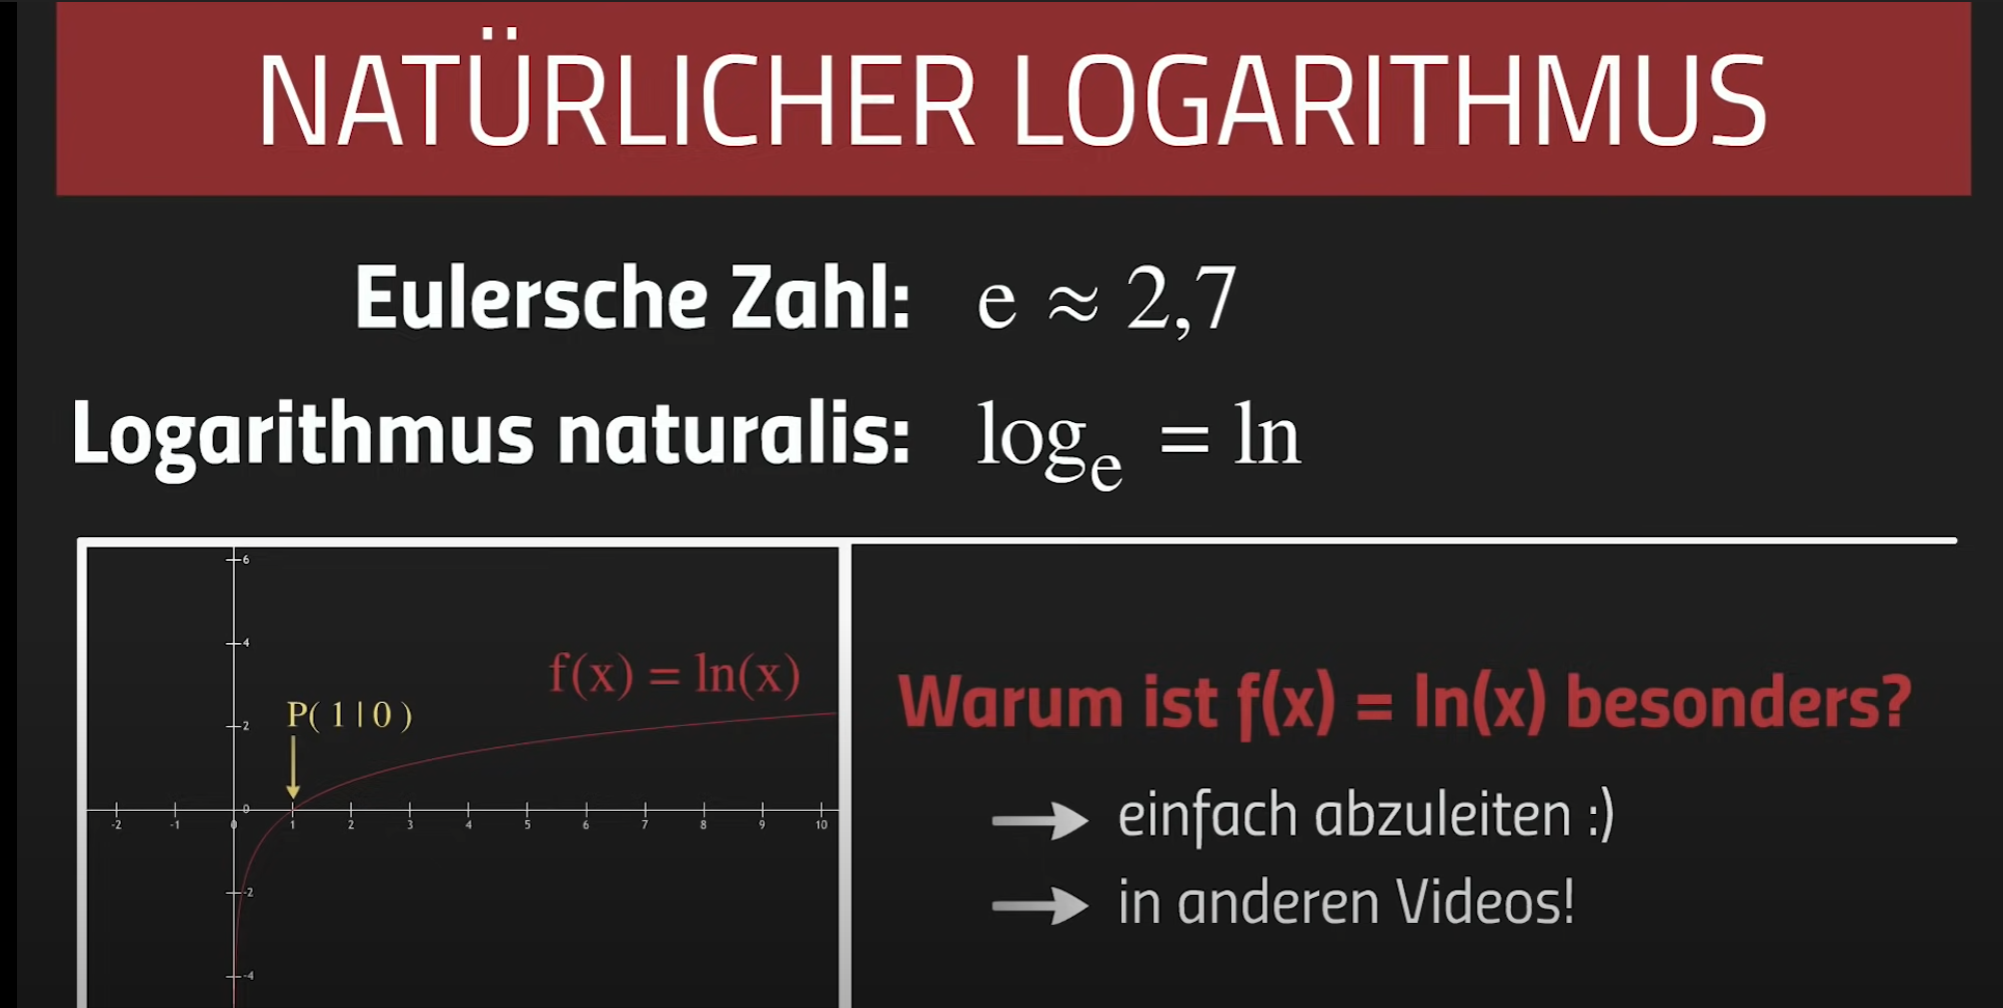 NATÜRLICHER LOGARITHMUS
Eulersche Zahl: e ≈ 2,7
Logarithmus naturalis: logₑ = ln
6
4
f(x) = ln(x)
P( 1 | 0 )
2
0
-2 -1 0 1 2 3 4 5 6 7 8 9 10
-2
-4
Warum ist f(x) = ln(x) besonders?
→ einfach abzuleiten :)
→ in anderen Videos!